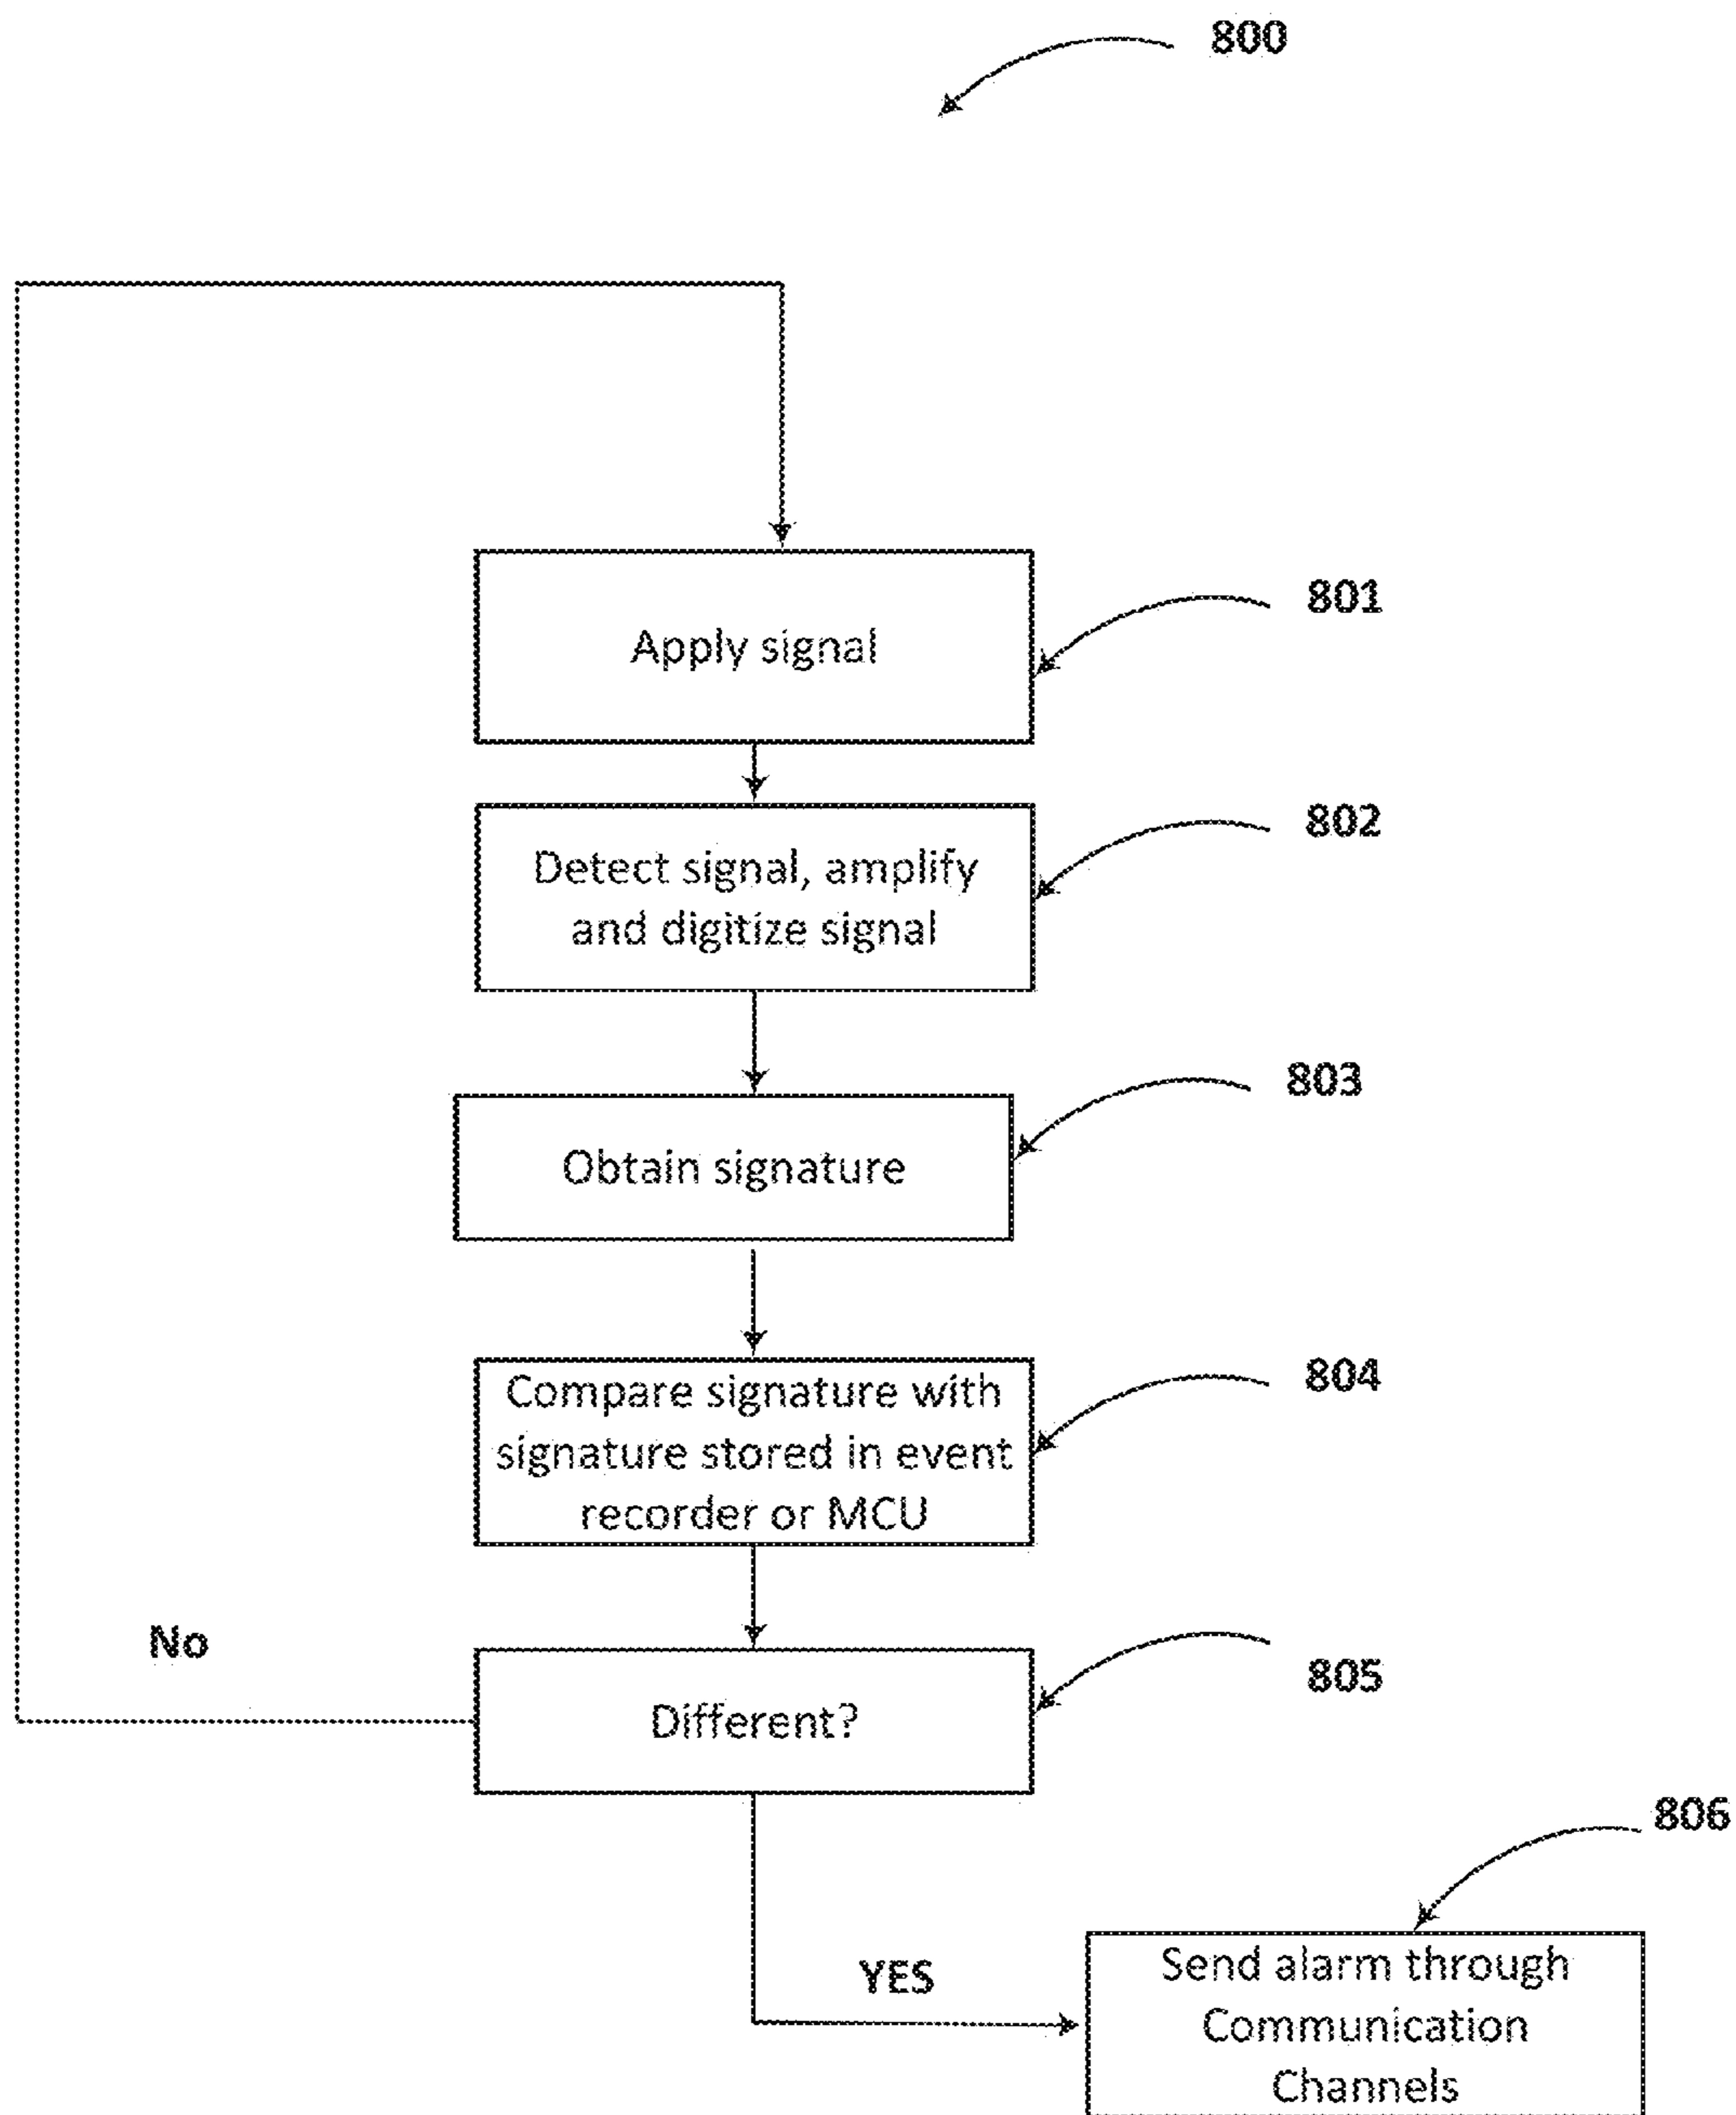 800
Apply signal
801
Detect signal, amplify
and digitize signal
802
Obtain signature
803
Compare signature with
signature stored in event
recorder or MCU
804
No
Different?
805
YES
806
Send alarm through
Communication
Channels